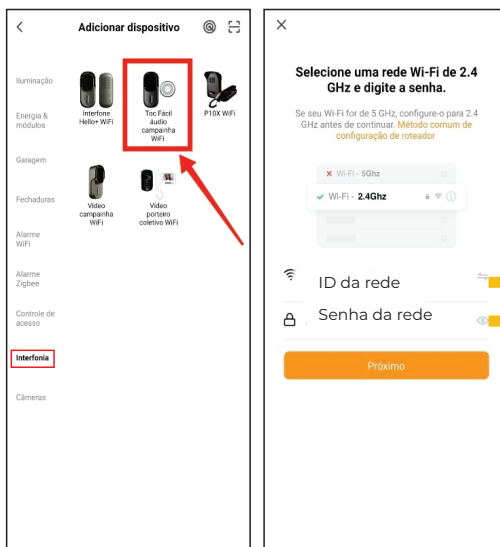 Adicionar dispositivo
Iluminação
Energia &
módulos
Garagem
Fechaduras
Alarme
WiFi
Alarme
Zigbee
Controle de
acesso
Interfonia
Câmeras
Interfone
Hello+ WiFi
Toc Fácil
áudio
campainha
WiFi
P10X WiFi
Vídeo
campainha
WiFi
Vídeo
porteiro
coletivo WiFi
Selecione uma rede Wi-Fi de 2.4
GHz e digite a senha.
Se seu Wi-Fi for de 5 GHz, configure-o para 2.4
GHz antes de continuar. Método comum de
configuração de roteador
Wi-Fi - 5Ghz
Wi-Fi - 2.4Ghz
ID da rede
Senha da rede
Próximo